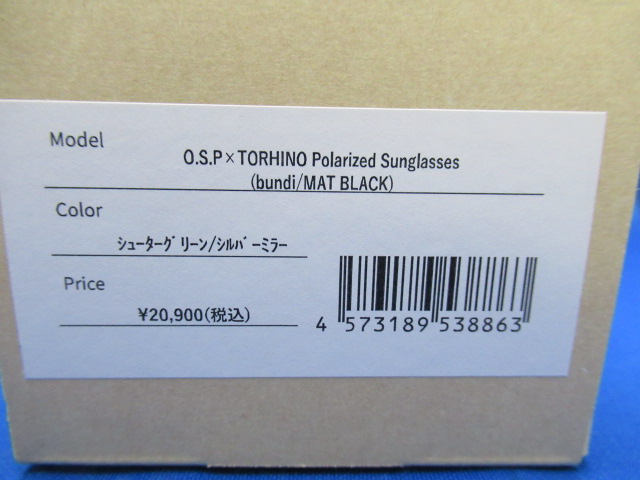 Model
O.S.P×TORHINO Polarized Sunglasses
(bundi/MAT BLACK)
Color
ｼｭｰﾀｰｸﾞﾘｰﾝ/ｼﾙﾊﾞｰﾐﾗｰ
Price
¥20,900(税込)
4 573189 538863